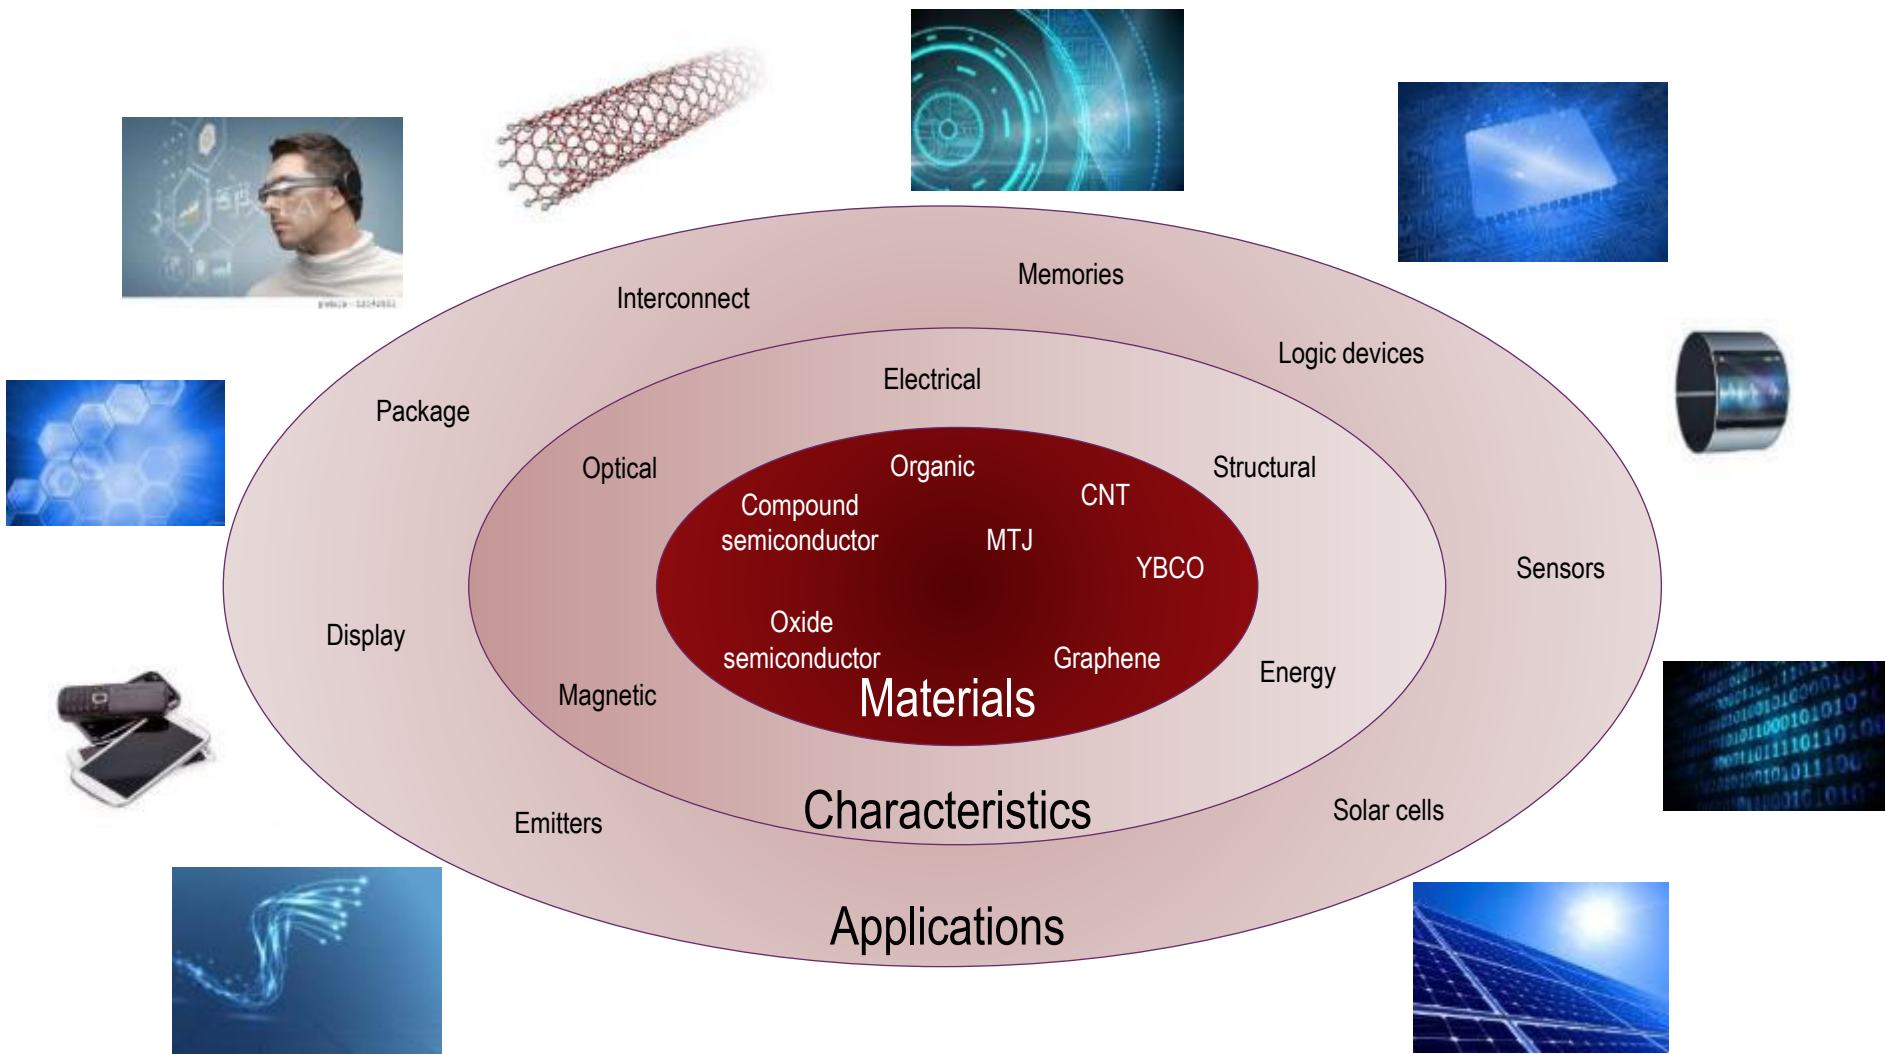 Memories
Interconnect
Logic devices
Electrical
Package
Optical
Organic
Structural
CNT
Compound
semiconductor
MTJ
YBCO
Sensors
Oxide
semiconductor
Display
Graphene
Energy
Magnetic
Materials
Characteristics
Solar cells
Emitters
Applications